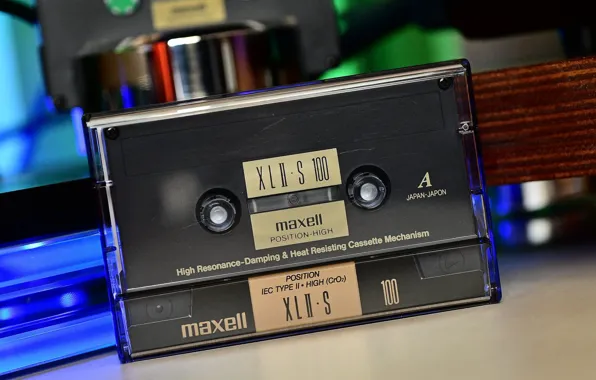 XLⅡ·S 100
maxell
POSITION-HIGH
A
JAPAN-JAPON
High Resonance-Damping & Heat Resisting Cassette Mechanism
POSITION
IEC TYPE Ⅱ • HIGH (CrO₂)
maxell
XLⅡ·S
100